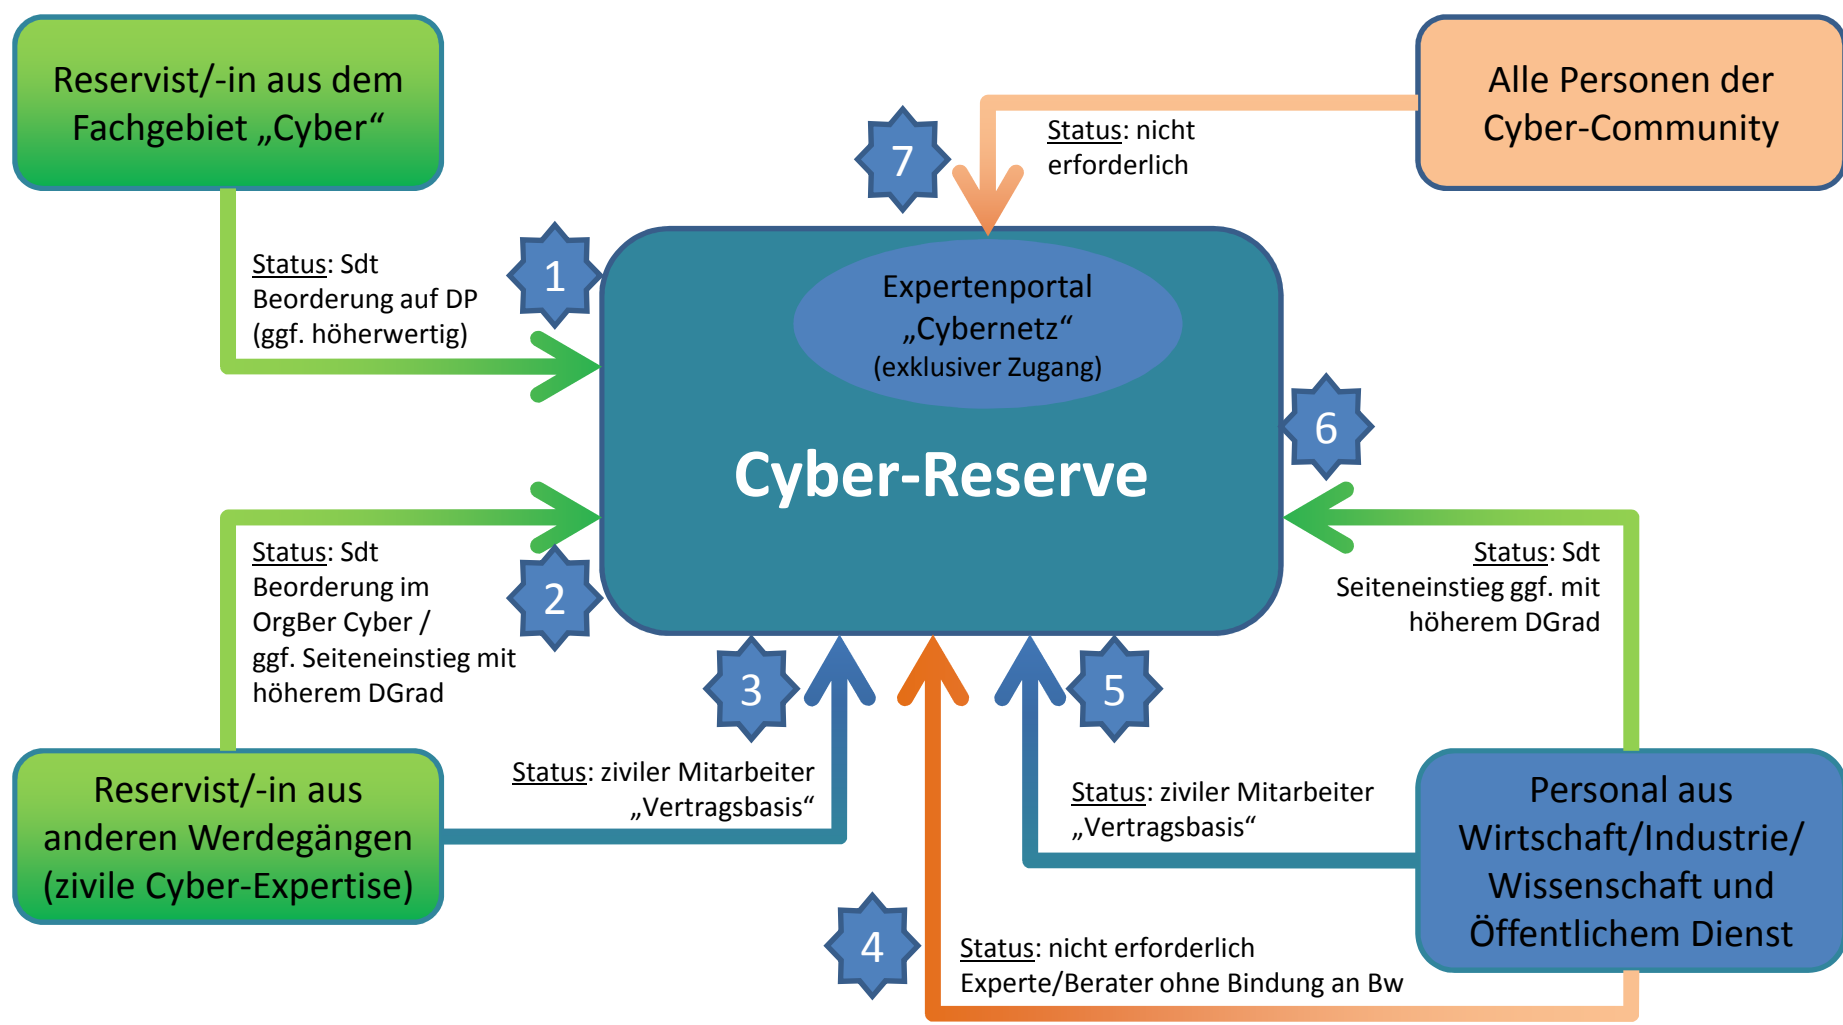 Reservist/-in aus dem
Fachgebiet „Cyber“
Alle Personen der
Cyber-Community
7
Status: nicht
erforderlich
1
Status: Sdt
Beorderung auf DP
(ggf. höherwertig)
Expertenportal
„Cybernetz“
(exklusiver Zugang)
Cyber-Reserve
6
2
Status: Sdt
Beorderung im
OrgBer Cyber /
ggf. Seiteneinstieg mit
höherem DGrad
Status: Sdt
Seiteneinstieg ggf. mit
höherem DGrad
3
5
Reservist/-in aus
anderen Werdegängen
(zivile Cyber-Expertise)
Status: ziviler Mitarbeiter
„Vertragsbasis“
Status: ziviler Mitarbeiter
„Vertragsbasis“
Personal aus
Wirtschaft/Industrie/
Wissenschaft und
Öffentlichem Dienst
4
Status: nicht erforderlich
Experte/Berater ohne Bindung an Bw